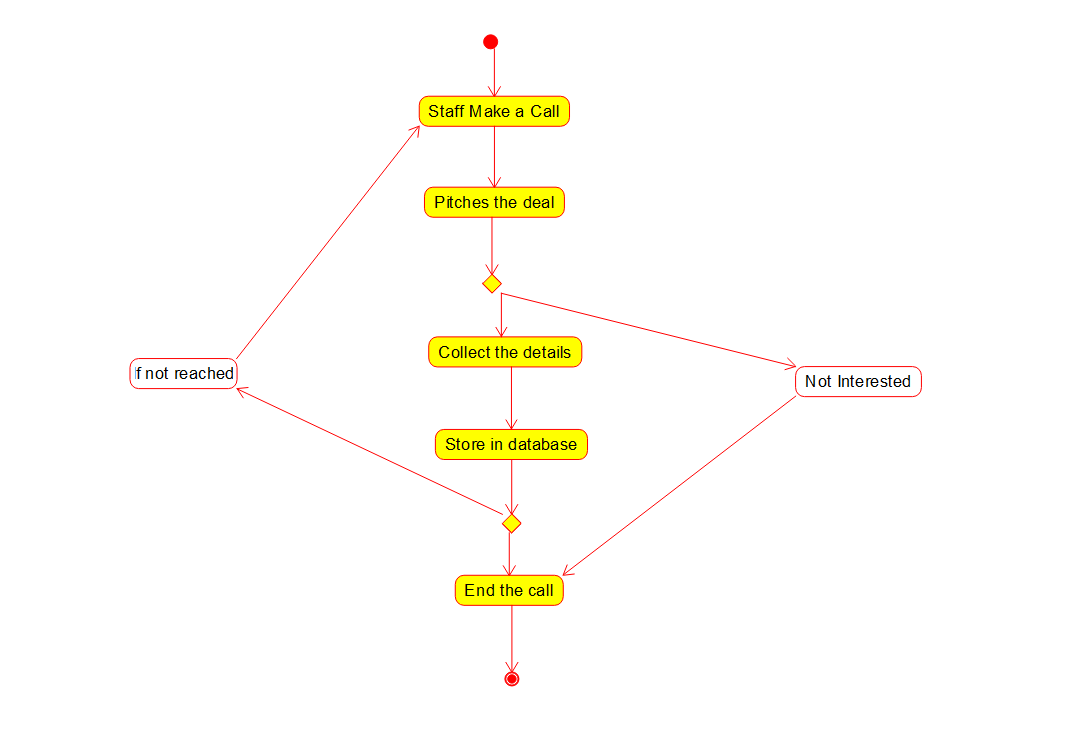 Staff Make a Call
Pitches the deal
Collect the details
If not reached
Not Interested
Store in database
End the call